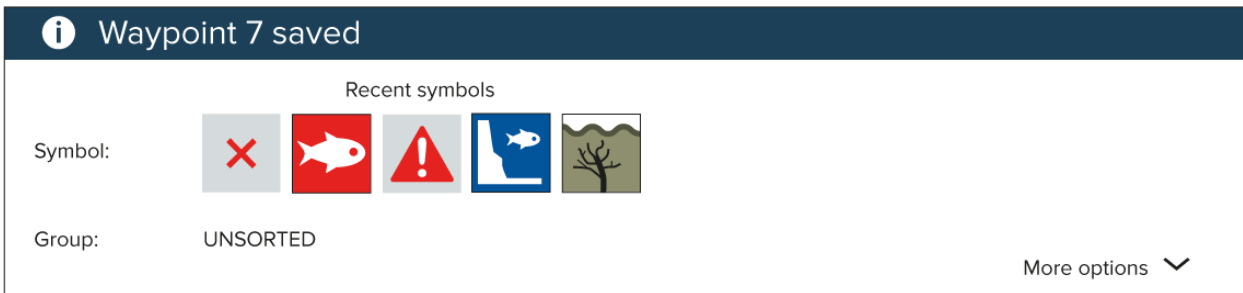 Waypoint 7 saved
Recent symbols
Symbol:
Group: UNSORTED
More options